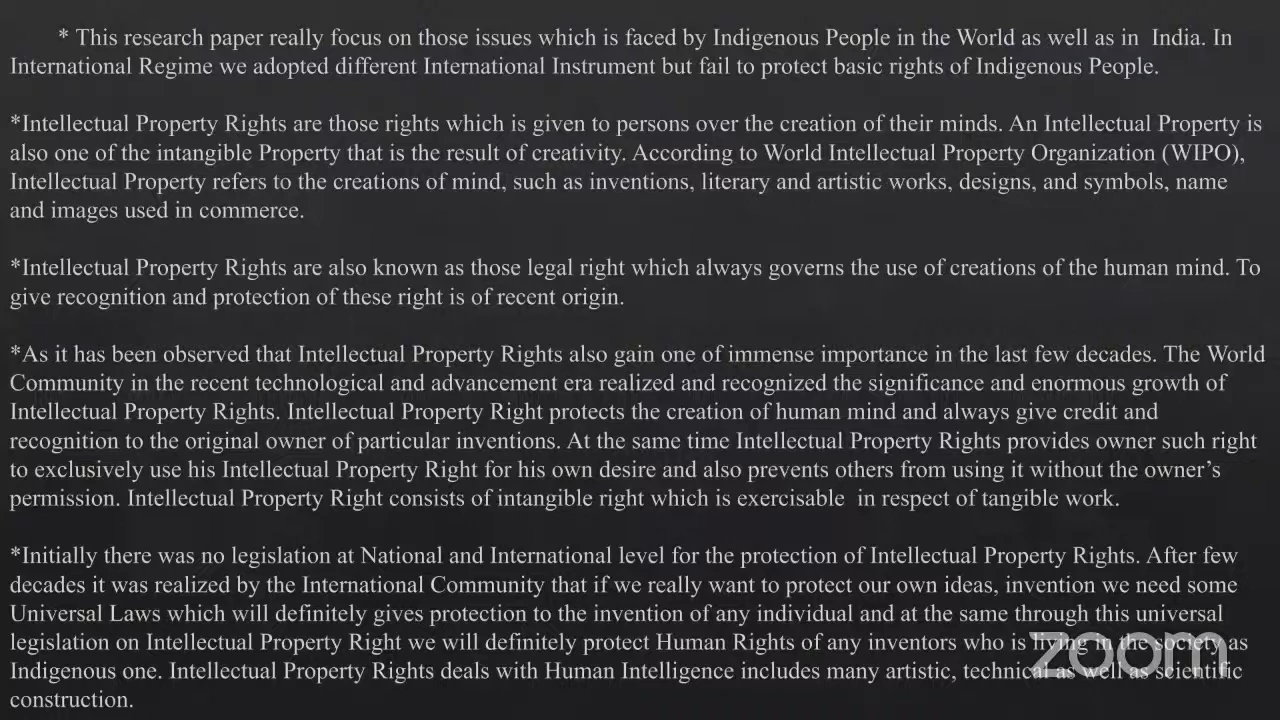 * This research paper really focus on those issues which is faced by Indigenous People in the World as well as in India. In
International Regime we adopted different International Instrument but fail to protect basic rights of Indigenous People.
*Intellectual Property Rights are those rights which is given to persons over the creation of their minds. An Intellectual Property is
also one of the intangible Property that is the result of creativity. According to World Intellectual Property Organization (WIPO),
Intellectual Property refers to the creations of mind, such as inventions, literary and artistic works, designs, and symbols, name
and images used in commerce.
*Intellectual Property Rights are also known as those legal right which always governs the use of creations of the human mind. To
give recognition and protection of these right is of recent origin.
*As it has been observed that Intellectual Property Rights also gain one of immense importance in the last few decades. The World
Community in the recent technological and advancement era realized and recognized the significance and enormous growth of
Intellectual Property Rights. Intellectual Property Right protects the creation of human mind and always give credit and
recognition to the original owner of particular inventions. At the same time Intellectual Property Rights provides owner such right
to exclusively use his Intellectual Property Right for his own desire and also prevents others from using it without the owner’s
permission. Intellectual Property Right consists of intangible right which is exercisable in respect of tangible work.
*Initially there was no legislation at National and International level for the protection of Intellectual Property Rights. After few
decades it was realized by the International Community that if we really want to protect our own ideas, invention we need some
Universal Laws which will definitely gives protection to the invention of any individual and at the same through this universal
legislation on Intellectual Property Right we will definitely protect Human Rights of any inventors who is living in the society as
Indigenous one. Intellectual Property Rights deals with Human Intelligence includes many artistic, technical as well as scientific
construction.
zoom